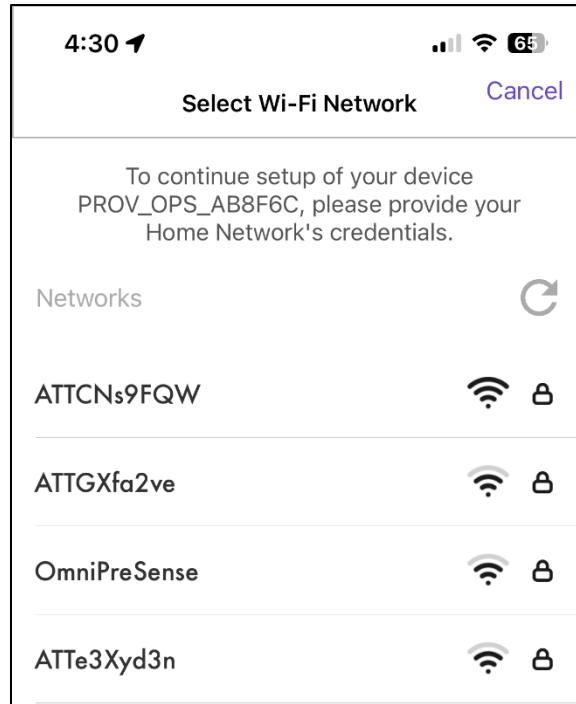 4:30
65
Select Wi-Fi Network
Cancel
To continue setup of your device
PROV_OPS_AB8F6C, please provide your
Home Network's credentials.
Networks
ATTCNs9FQW
ATTGXfa2ve
OmniPreSense
ATTe3Xyd3n